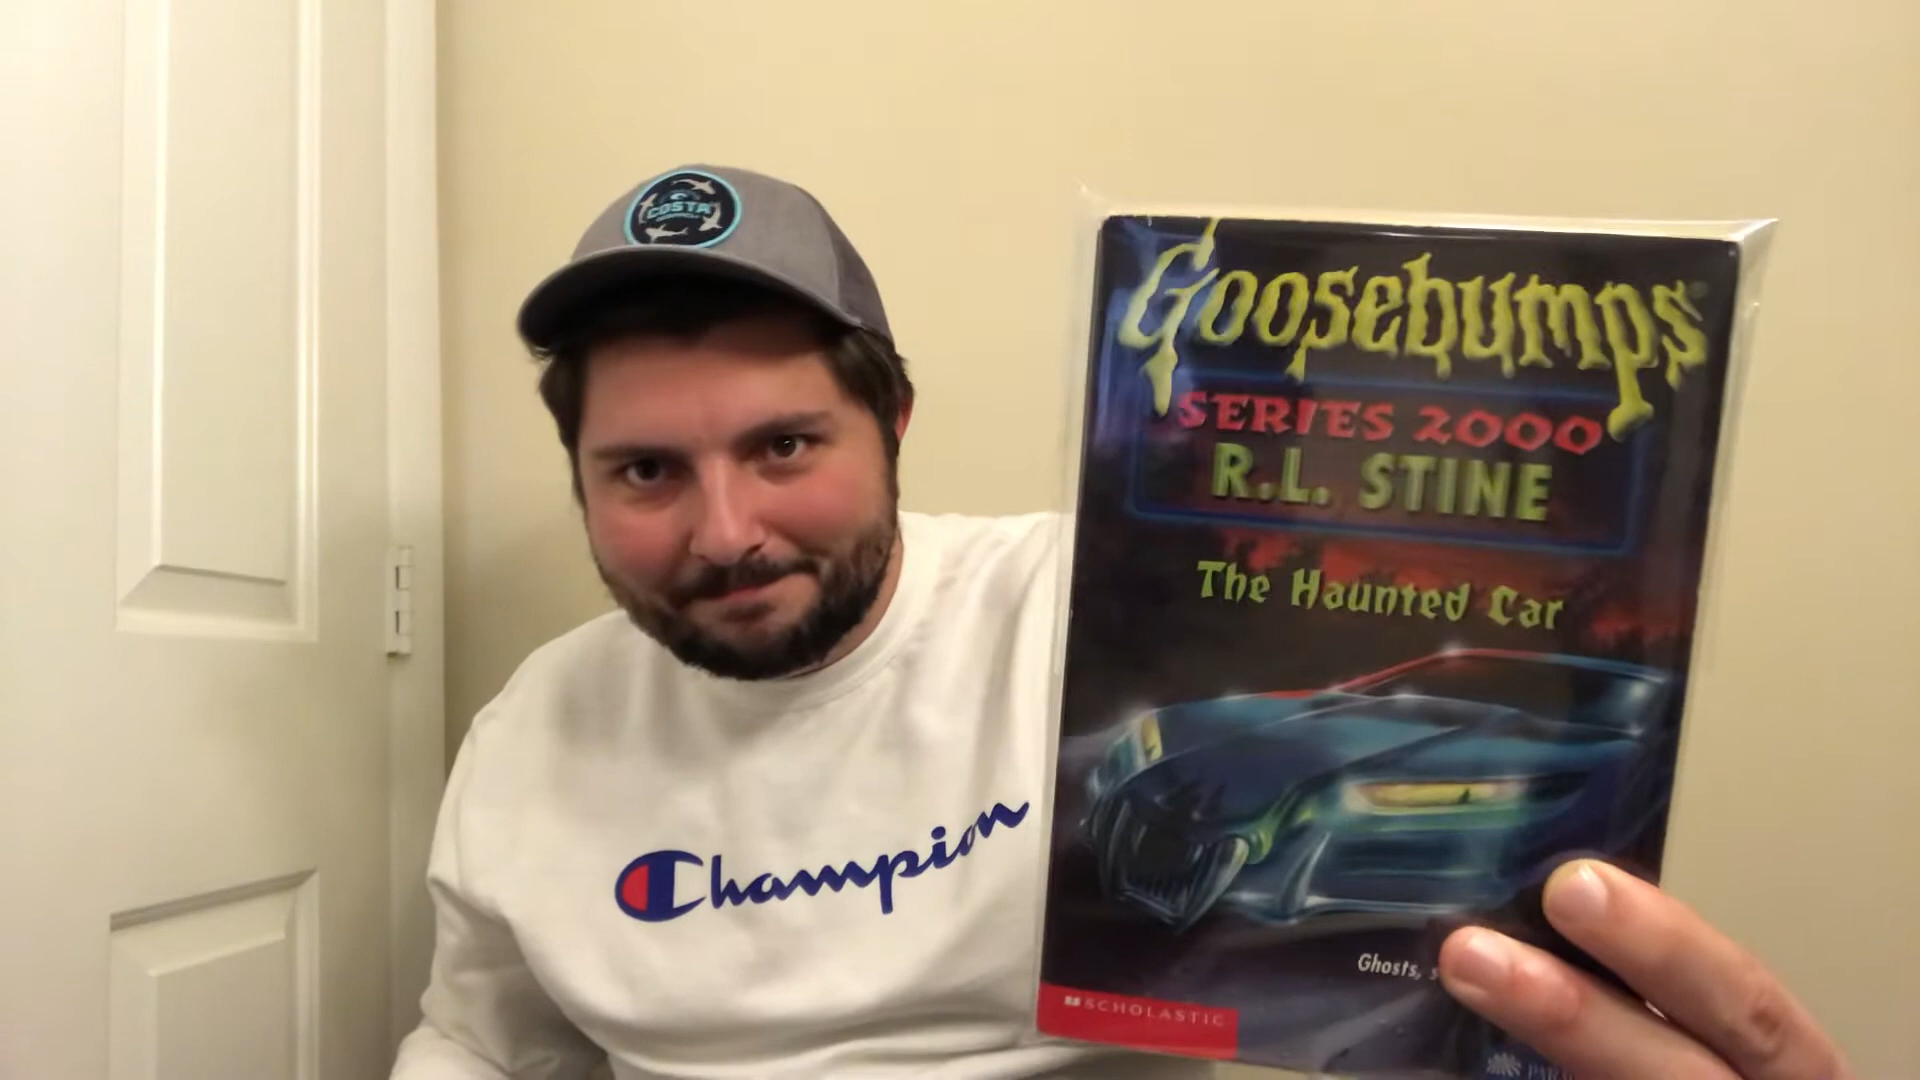 COSTA
Champion
Goosebumps
SERIES 2000
R.L. STINE
The Haunted Car
Ghosts,
SCHOLASTIC